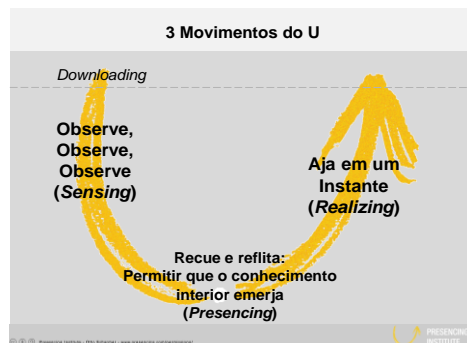 3 Movimentos do U
Downloading
Observe,
Observe,
Observe
(Sensing)
Aja em um
Instante
(Realizing)
Recue e reflita:
Permitir que o conhecimento
interior emerja
(Presencing)
PRESENCING
INSTITUTE